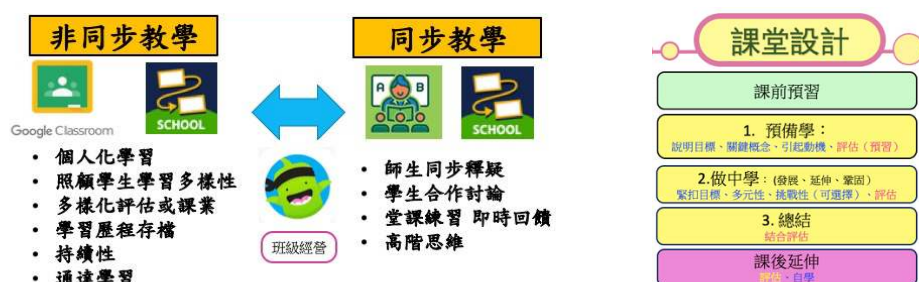 非同步教學
Google Classroom
SCHOOL
• 個人化學習
• 照顧學生學習多樣性
• 多樣化評估或課業
• 學習歷程存檔
• 持續性
• 通達學習
班級經營
同步教學
A B
SCHOOL
• 師生同步釋疑
• 學生合作討論
• 堂課練習 即時回饋
• 高階思維
課堂設計
課前預習
1. 預備學：
說明目標、關鍵概念、引起動機、評估（預習）
2.做中學：(發展、延伸、鞏固)
緊扣目標、多元性、挑戰性（可選擇）、評估
3. 總結
結合評估
課後延伸
評估、自學